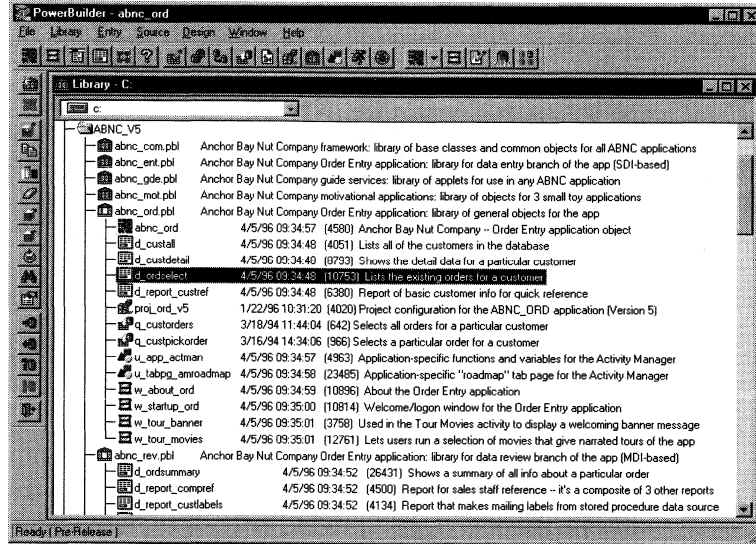 PowerBuilder - abnc_ord
File Library Entry Source Design Window Help
Library - C:
c:
ABNC_V5
abnc_com.pbl Anchor Bay Nut Company framework: library of base classes and common objects for all ABNC applications
abnc_ent.pbl Anchor Bay Nut Company Order Entry application: library for data entry branch of the app (SDI-based)
abnc_gde.pbl Anchor Bay Nut Company guide services: library of applets for use in any ABNC application
abnc_mot.pbl Anchor Bay Nut Company motivational applications: library of objects for 3 small toy applications
abnc_ord.pbl Anchor Bay Nut Company Order Entry application: library of general objects for the app
abnc_ord 4/5/96 09:34:57 (4580) Anchor Bay Nut Company -- Order Entry application object
d_custall 4/5/96 09:34:48 (4051) Lists all of the customers in the database
d_custdetail 4/5/96 09:34:48 (8793) Shows the detail data for a particular customer
d_ordselect 4/5/96 09:34:48 (10753) Lists the existing orders for a customer
d_report_custref 4/5/96 09:34:48 (6380) Report of basic customer info for quick reference
proj_ord_v5 1/22/96 10:31:20 (4020) Project configuration for the ABNC_ORD application (Version 5)
q_custorders 3/18/94 11:44:04 (642) Selects all orders for a particular customer
q_custpickorder 3/16/94 14:34:06 (966) Selects a particular order for a customer
u_app_actman 4/5/96 09:34:57 (4963) Application-specific functions and variables for the Activity Manager
u_tabpg_amroadmap 4/5/96 09:34:58 (23485) Application-specific "roadmap" tab page for the Activity Manager
w_about_ord 4/5/96 09:34:59 (10896) About the Order Entry application
w_startup_ord 4/5/96 09:35:00 (10814) Welcome/logon window for the Order Entry application
w_tour_banner 4/5/96 09:35:01 (3758) Used in the Tour Movies activity to display a welcoming banner message
w_tour_movies 4/5/96 09:35:01 (12761) Lets users run a selection of movies that give narrated tours of the app
abnc_rev.pbl Anchor Bay Nut Company Order Entry application: library for data review branch of the app (MDI-based)
d_ordsummary 4/5/96 09:34:52 (26431) Shows a summary of all info about a particular order
d_report_compref 4/5/96 09:34:52 (4500) Report for sales staff reference -- it's a composite of 3 other reports
d_report_custlabels 4/5/96 09:34:52 (4134) Report that makes mailing labels from stored procedure data source
Ready ( Pre-Release )